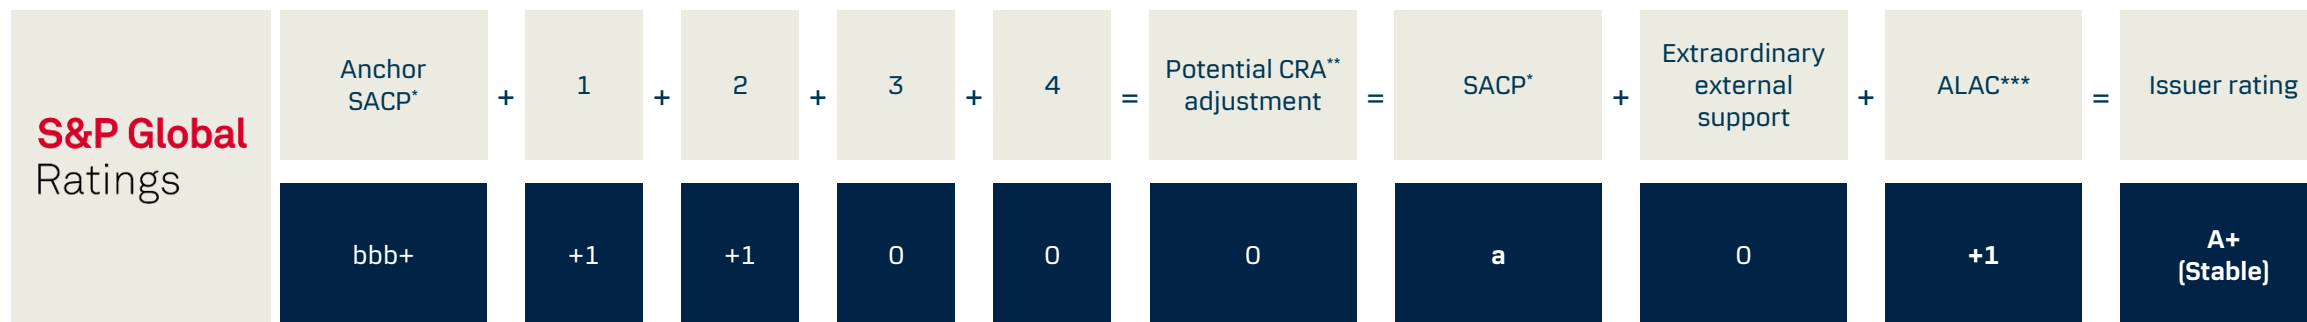 S&P Global
Ratings
Anchor
SACP*
+
1
+
2
+
3
+
4
=
Potential CRA**
adjustment
=
SACP*
+
Extraordinary
external
support
+
ALAC***
=
Issuer rating
bbb+
+1
+1
0
0
0
a
0
+1
A+
(Stable)